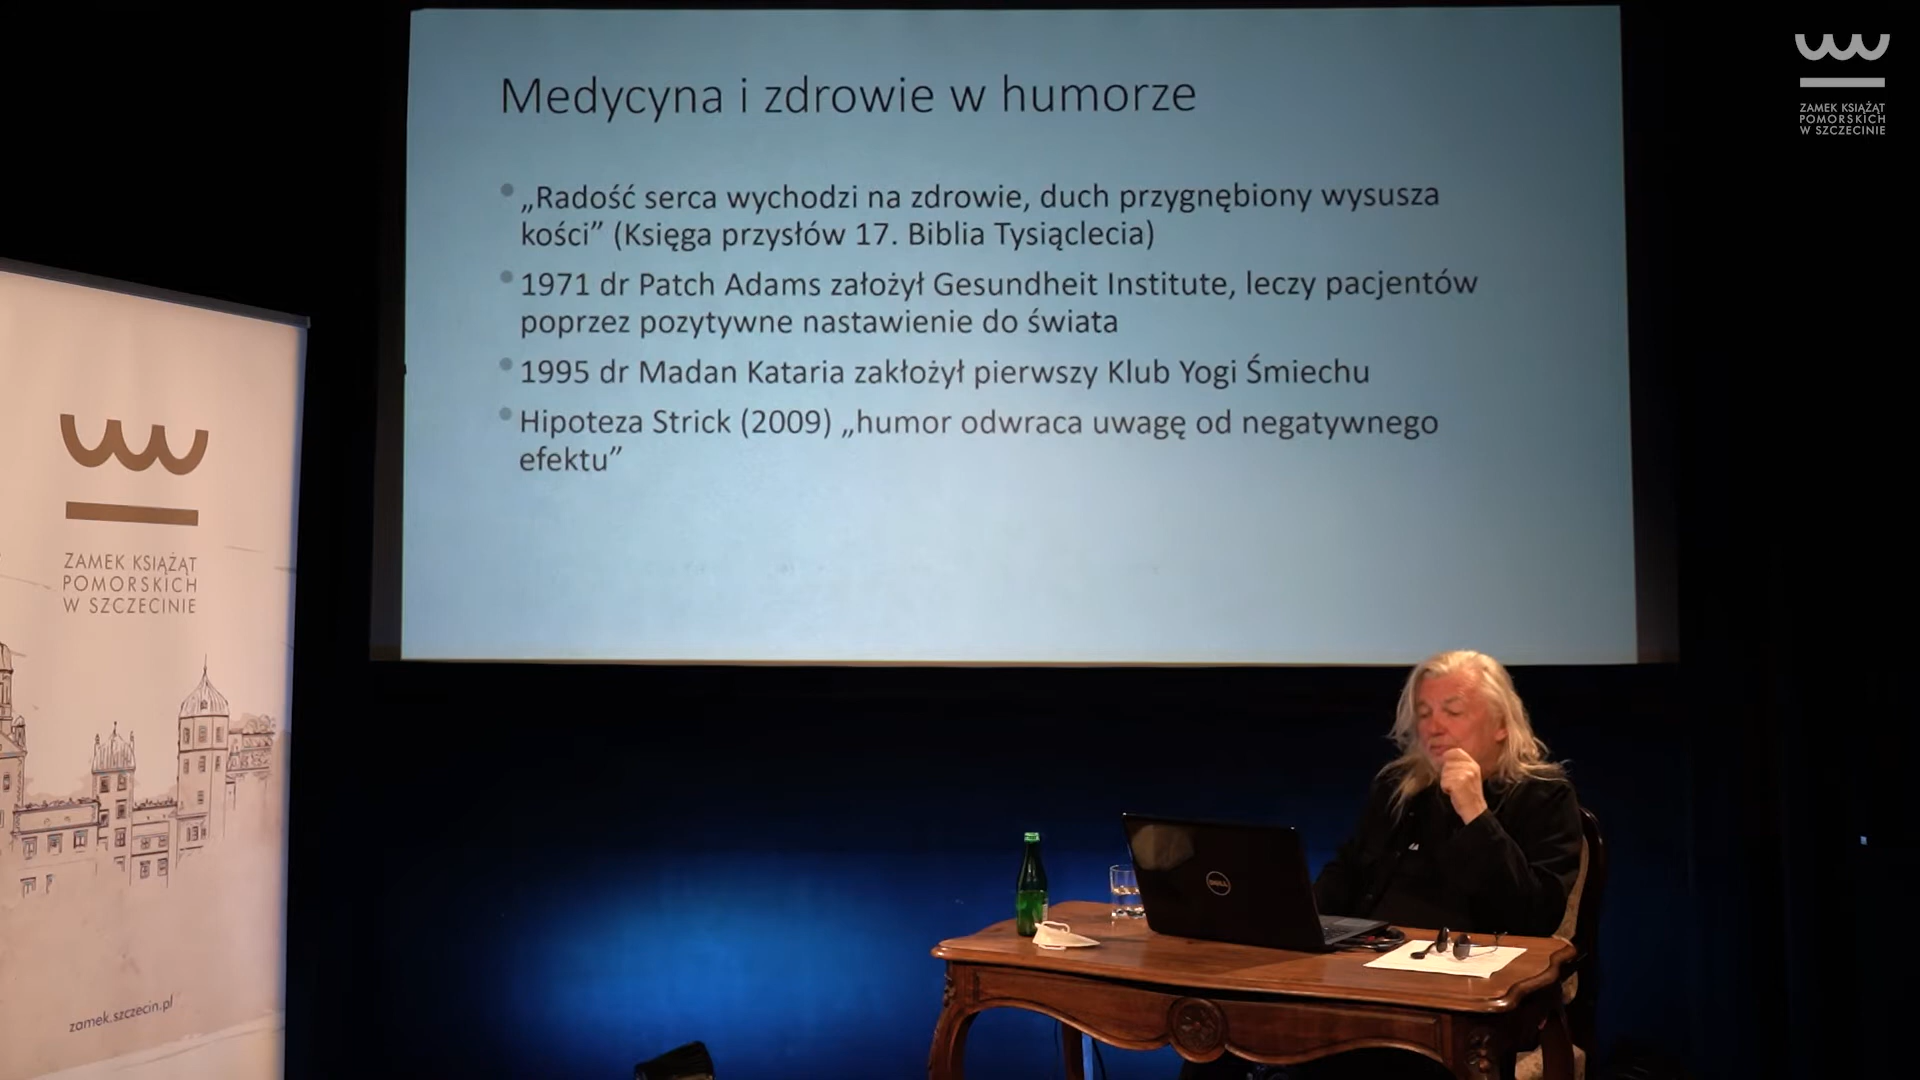 Medycyna i zdrowie w humorze
„Radość serca wychodzi na zdrowie, duch przygnębiony wysusza
kości” (Księga przysłów 17. Biblia Tysiąclecia)
1971 dr Patch Adams założył Gesundheit Institute, leczy pacjentów
poprzez pozytywne nastawienie do świata
1995 dr Madan Kataria zakłożył pierwszy Klub Yogi Śmiechu
Hipoteza Strick (2009) „humor odwraca uwagę od negatywnego
efektu”
ZAMEK KSIĄŻĄT
POMORSKICH
W SZCZECINIE
ZAMEK KSIĄŻĄT
POMORSKICH
W SZCZECINIE
zamek.szczecin.pl
DELL